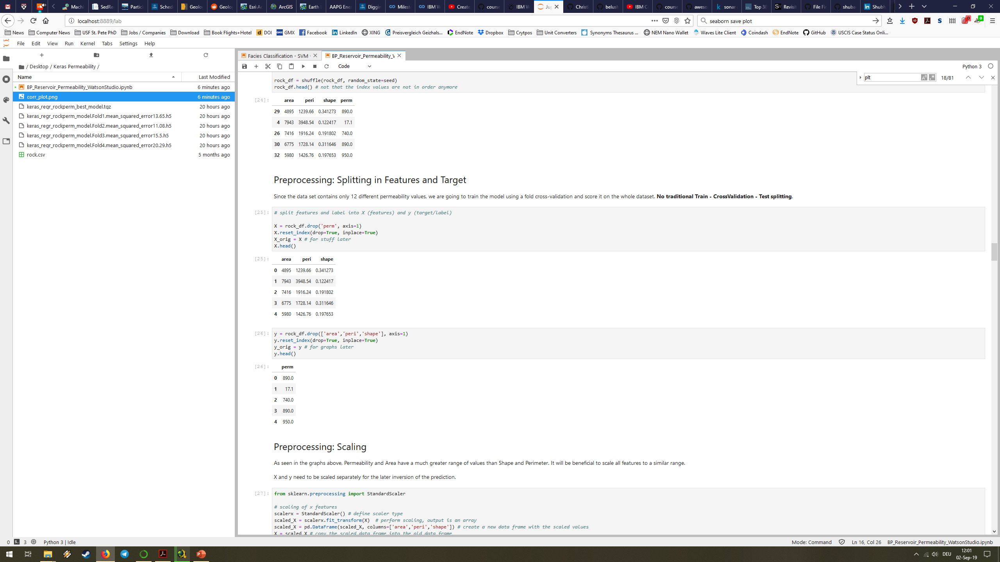 Machi
SedRe
Partici
Sched
Geolog
Geolog
Esri Ac
ArcGIS
Earth
AAPG Ene
Diggin
Milest
IBM W
Create
course
IBM W
Jup
Christi
belush
IBM C
course
aweso
sonar
Top 30
Revisit
File Fir
shuba
Shubh
localhost:8889/lab
seaborn save plot
News
Computer News
USF St. Pete PhD
Jobs / Companies
Download
Book Flights+Hotel
DOI
GMX
Facebook
LinkedIn
XING
Preisvergleich Geizhals...
EndNote
Dropbox
Crytpos
Unit Converters
Synonyms Thesaurus ...
NEM Nano Wallet
Waves Lite Client
Coindash
EndNote
GitHub
USCIS Case Status Onli...
File Edit View Run Kernel Tabs Settings Help
/ Desktop / Keras Permeability /
Name Last Modified
BP_Reservoir_Permeability_WatsonStudio.ipynb 6 minutes ago
corr_plot.png 6 minutes ago
keras_regr_rockperm_best_model.tgz 20 hours ago
keras_regr_rockperm_model.Fold1.mean_squared_error13.65.h5 20 hours ago
keras_regr_rockperm_model.Fold2.mean_squared_error11.08.h5 20 hours ago
keras_regr_rockperm_model.Fold3.mean_squared_error15.5.h5 20 hours ago
keras_regr_rockperm_model.Fold4.mean_squared_error20.29.h5 20 hours ago
rock.csv 5 months ago
Facies Classification - SVM
BP_Reservoir_Permeability_V
Code
Python 3
plt 18/81
rock_df = shuffle(rock_df, random_state=seed)
rock_df.head() # not that the index values are not in order anymore
[24]: area peri shape perm
29 4895 1239.66 0.341273 890.0
4 7943 3948.54 0.122417 17.1
26 7416 1916.24 0.191802 740.0
30 6775 1728.14 0.311646 890.0
32 5980 1426.76 0.197653 950.0
Preprocessing: Splitting in Features and Target
Since the data set contains only 12 different permeability values, we are going to train the model using a fold cross-validation and score it on the whole dataset. No traditional Train - CrossValidation - Test splitting.
[25]: # split features and label into X (features) and y (target/label)
X = rock_df.drop('perm', axis=1)
X.reset_index(drop=True, inplace=True)
X_orig = X # for stuff later
X.head()
[25]: area peri shape
0 4895 1239.66 0.341273
1 7943 3948.54 0.122417
2 7416 1916.24 0.191802
3 6775 1728.14 0.311646
4 5980 1426.76 0.197653
[26]: y = rock_df.drop(['area','peri','shape'], axis=1)
y.reset_index(drop=True, inplace=True)
y_orig = y # for graphs later
y.head()
[26]: perm
0 890.0
1 17.1
2 740.0
3 890.0
4 950.0
Preprocessing: Scaling
As seen in the graphs above, Permeability and Area have a much greater range of values than Shape and Perimeter. It will be beneficial to scale all features to a similar range.
X and y need to be scaled separately for the later inversion of the prediction.
[27]: from sklearn.preprocessing import StandardScaler
# scaling of x features
scalerx = StandardScaler() # define scaler type
scaled_X = scalerx.fit_transform(X)  # perform scaling, output is an array
scaled_X = pd.DataFrame(scaled_X, columns=['area','peri','shape']) # create a new data frame with the scaled values
X = scaled_X # copy the scaled data frame into the old data frame
0 3 Python 3 | Idle
Mode: Command Ln 16, Col 26 BP_Reservoir_Permeability_WatsonStudio.ipynb
DEU
12:01
02-Sep-19